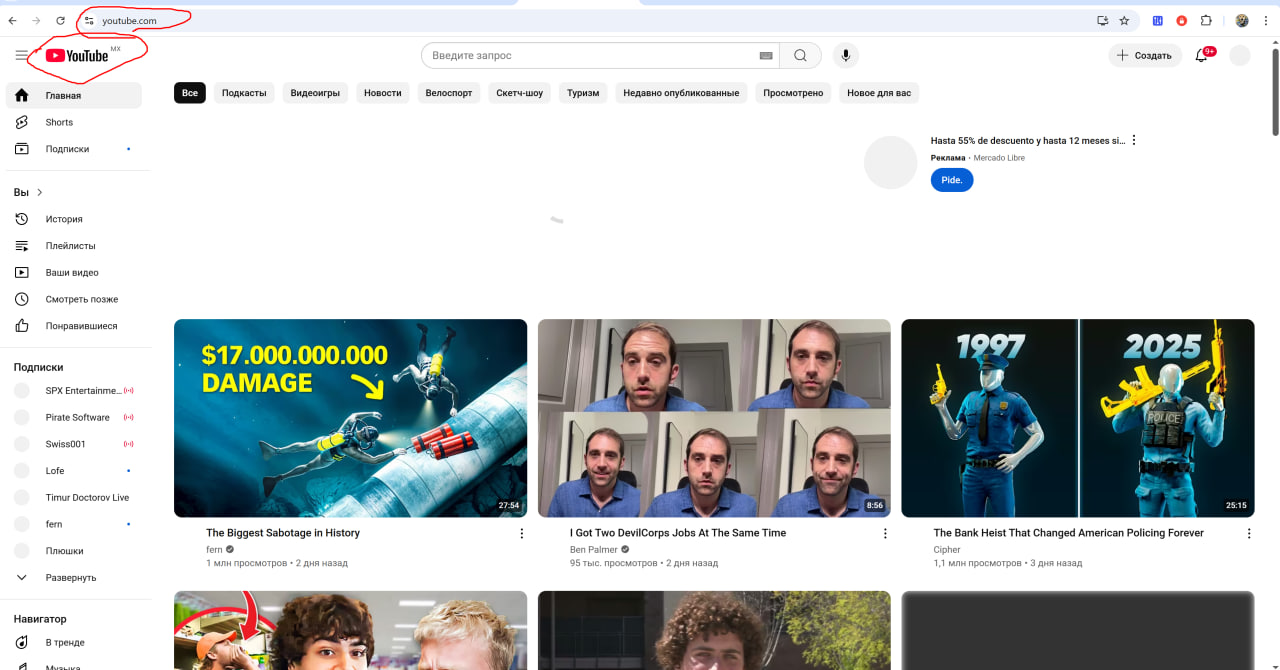 youtube.com
YouTube MX
Введите запрос
Создать
9+
Главная
Shorts
Подписки
Вы
История
Плейлисты
Ваши видео
Смотреть позже
Понравившиеся
Подписки
SPX Entertainme...
Pirate Software
Swiss001
Lofe
Timur Doctorov Live
fern
Плюшки
Развернуть
Навигатор
В тренде
Музыка
Все Подкасты Видеоигры Новости Велоспорт Скетч-шоу Туризм Недавно опубликованные Просмотрено Новое для вас
Hasta 55% de descuento y hasta 12 meses si...
Реклама • Mercado Libre
Pide.
$17.000.000.000
DAMAGE
27:54
The Biggest Sabotage in History
fern
1 млн просмотров • 2 дня назад
8:56
I Got Two DevilCorps Jobs At The Same Time
Ben Palmer
95 тыс. просмотров • 2 дня назад
1997 2025
POLICE
25:15
The Bank Heist That Changed American Policing Forever
Cipher
1,1 млн просмотров • 3 дня назад